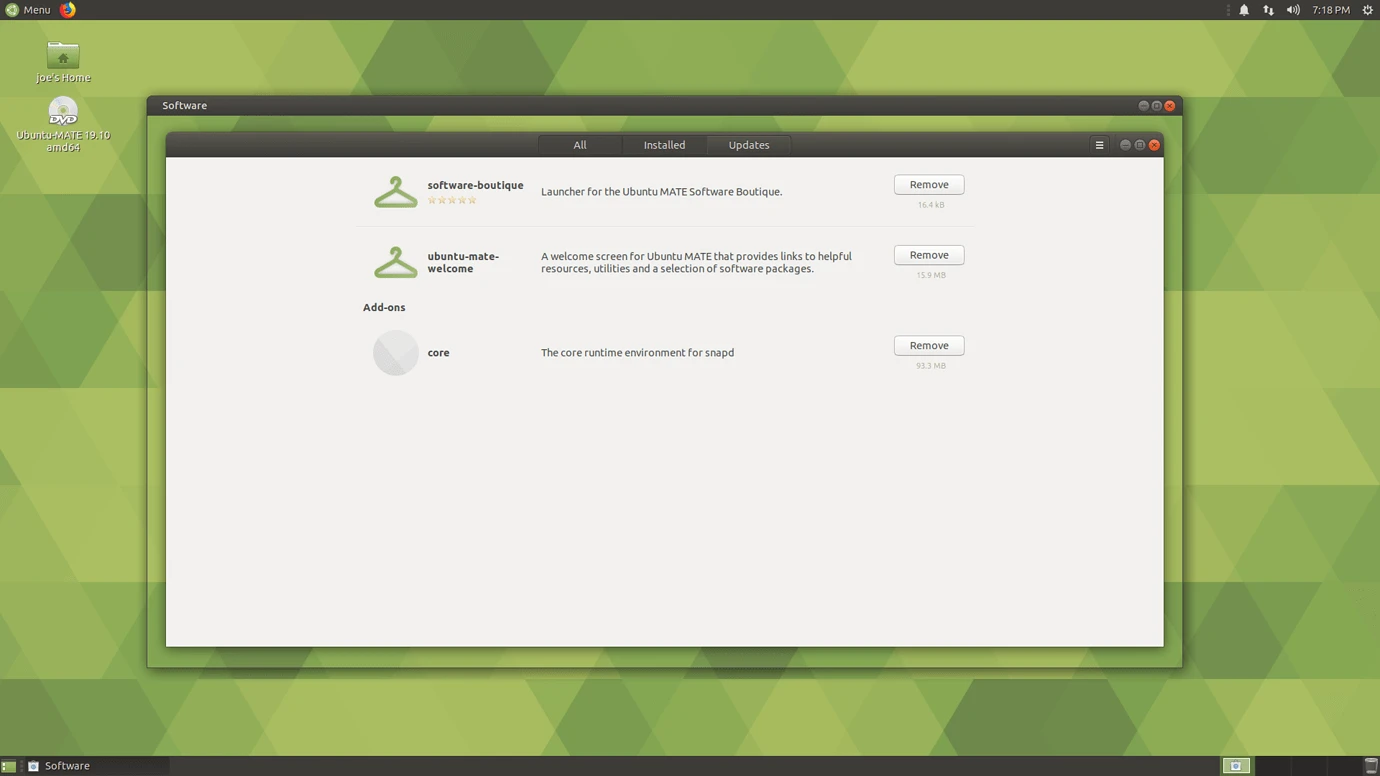 Menu
7:18 PM
joe's Home
Ubuntu-MATE 19.10
amd64
DVD
Software
All
Installed
Updates
software-boutique
Launcher for the Ubuntu MATE Software Boutique.
Remove
16.4 kB
ubuntu-mate-
welcome
A welcome screen for Ubuntu MATE that provides links to helpful
resources, utilities and a selection of software packages.
Remove
15.9 MB
Add-ons
core
The core runtime environment for snapd
Remove
93.3 MB
Software